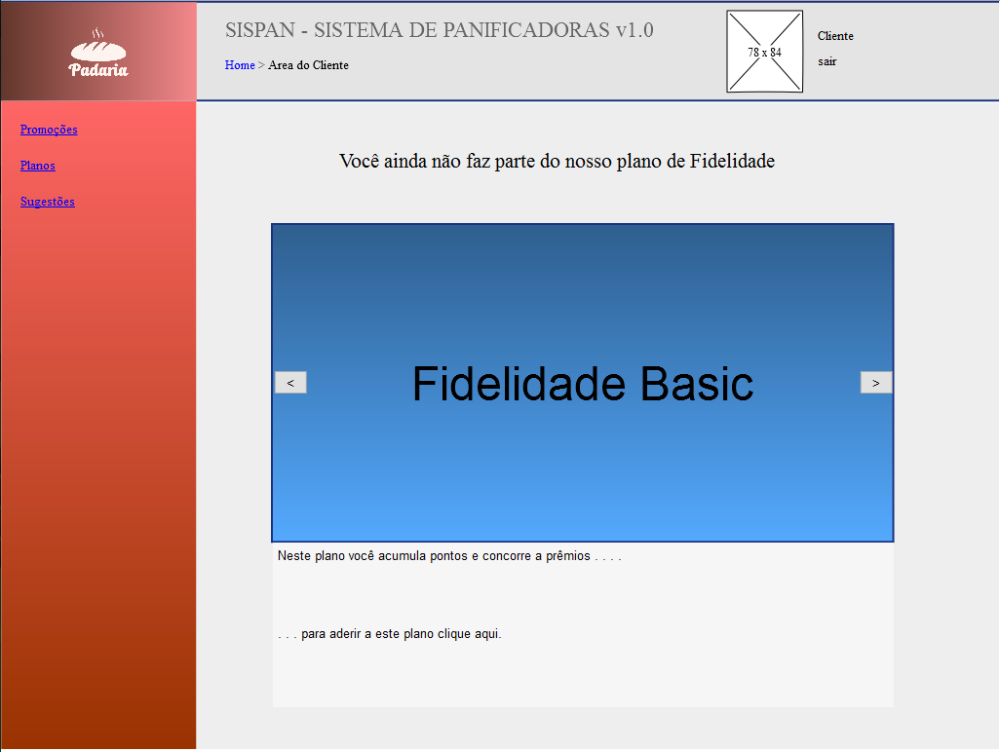 Padaria
SISPAN - SISTEMA DE PANIFICADORAS v1.0
Home > Area do Cliente
78 x 84
Cliente
sair
Promoções
Planos
Sugestões
Você ainda não faz parte do nosso plano de Fidelidade
<
Fidelidade Basic
>
Neste plano você acumula pontos e concorre a prêmios . . . .
. . . para aderir a este plano clique aqui.